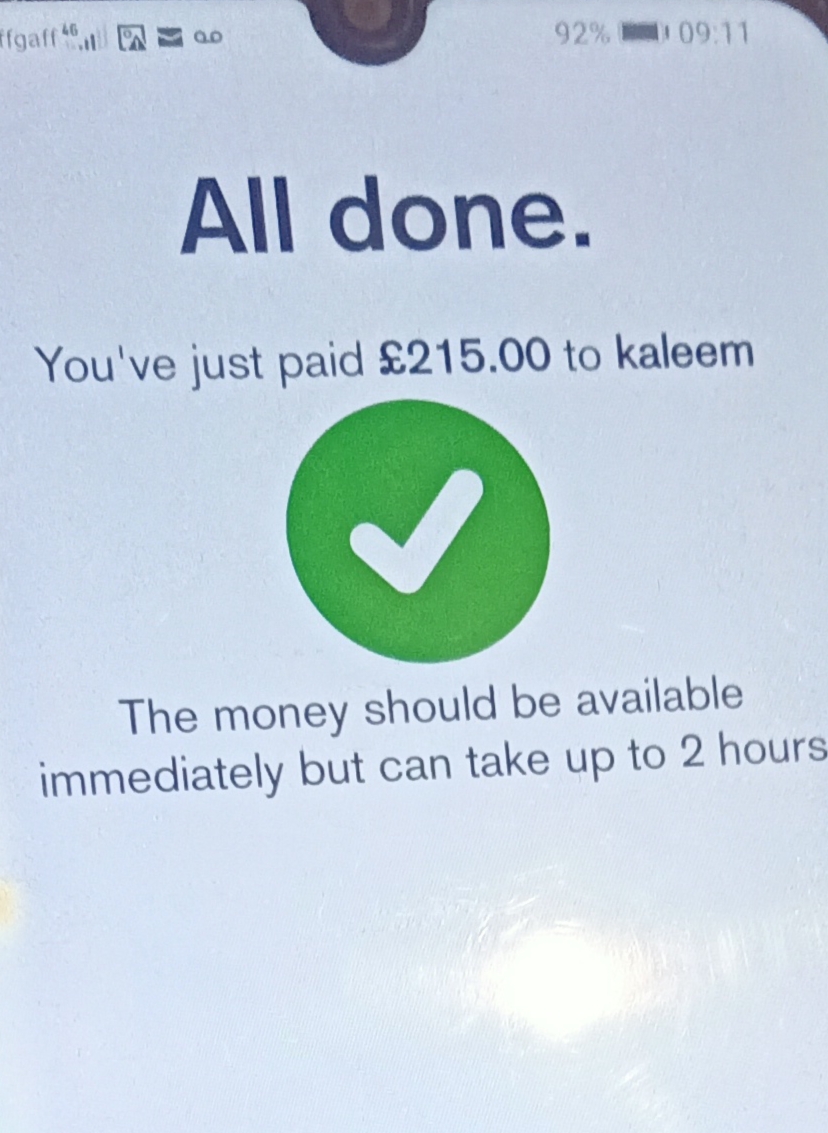 ffgaff 4G 92% 09:11
All done.
You've just paid £215.00 to kaleem
The money should be available
immediately but can take up to 2 hours